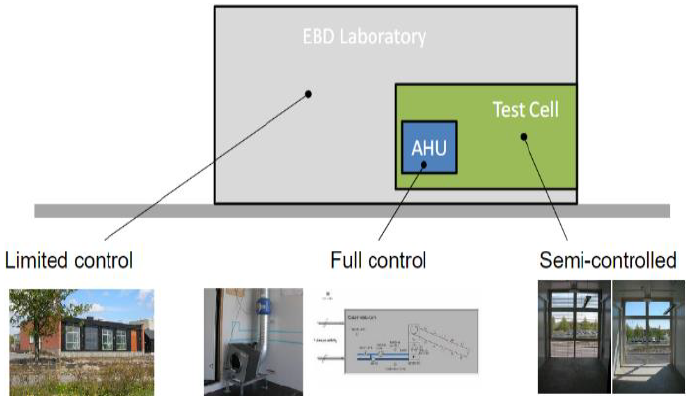 EBD Laboratory
Test Cell
AHU
Limited control
Full control
Semi-controlled